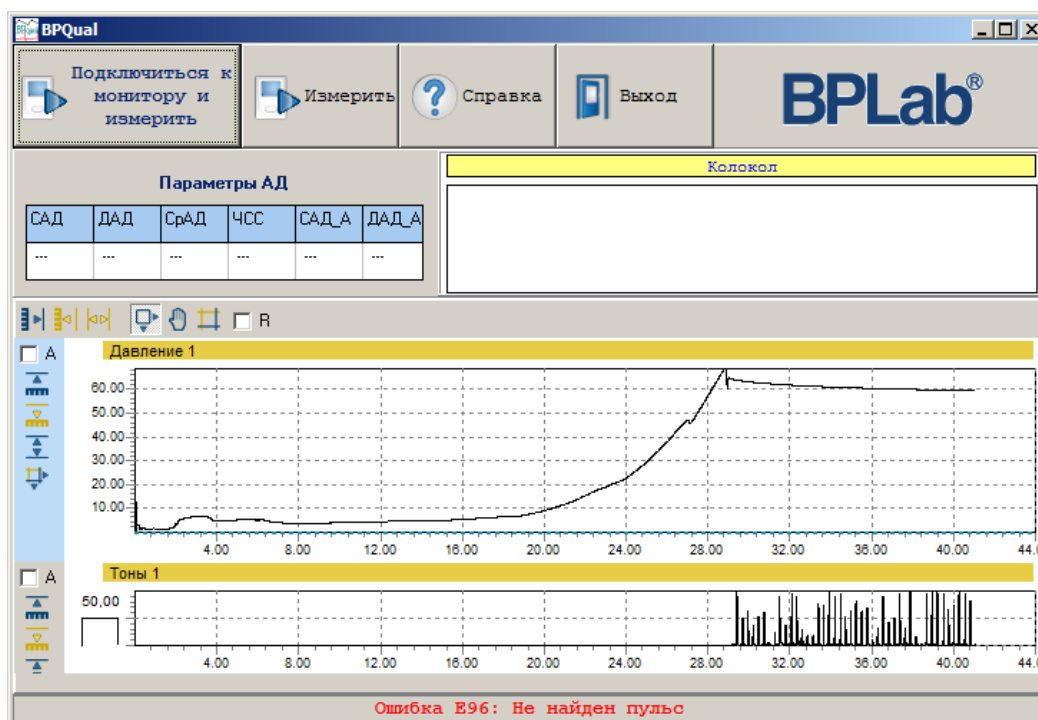 BPQual
Подключиться к
монитору и
измерить
Измерить
Справка
Выход
BPLab®
Параметры АД
САД ДАД СрАД ЧСС САД_А ДАД_А
--- --- --- --- --- ---
Колокол
R
A
Давление 1
60.00
50.00
40.00
30.00
20.00
10.00
4.00 8.00 12.00 16.00 20.00 24.00 28.00 32.00 36.00 40.00 44.
A
Тоны 1
50,00
4.00 8.00 12.00 16.00 20.00 24.00 28.00 32.00 36.00 40.00 44.
Ошибка E96: Не найден пульс